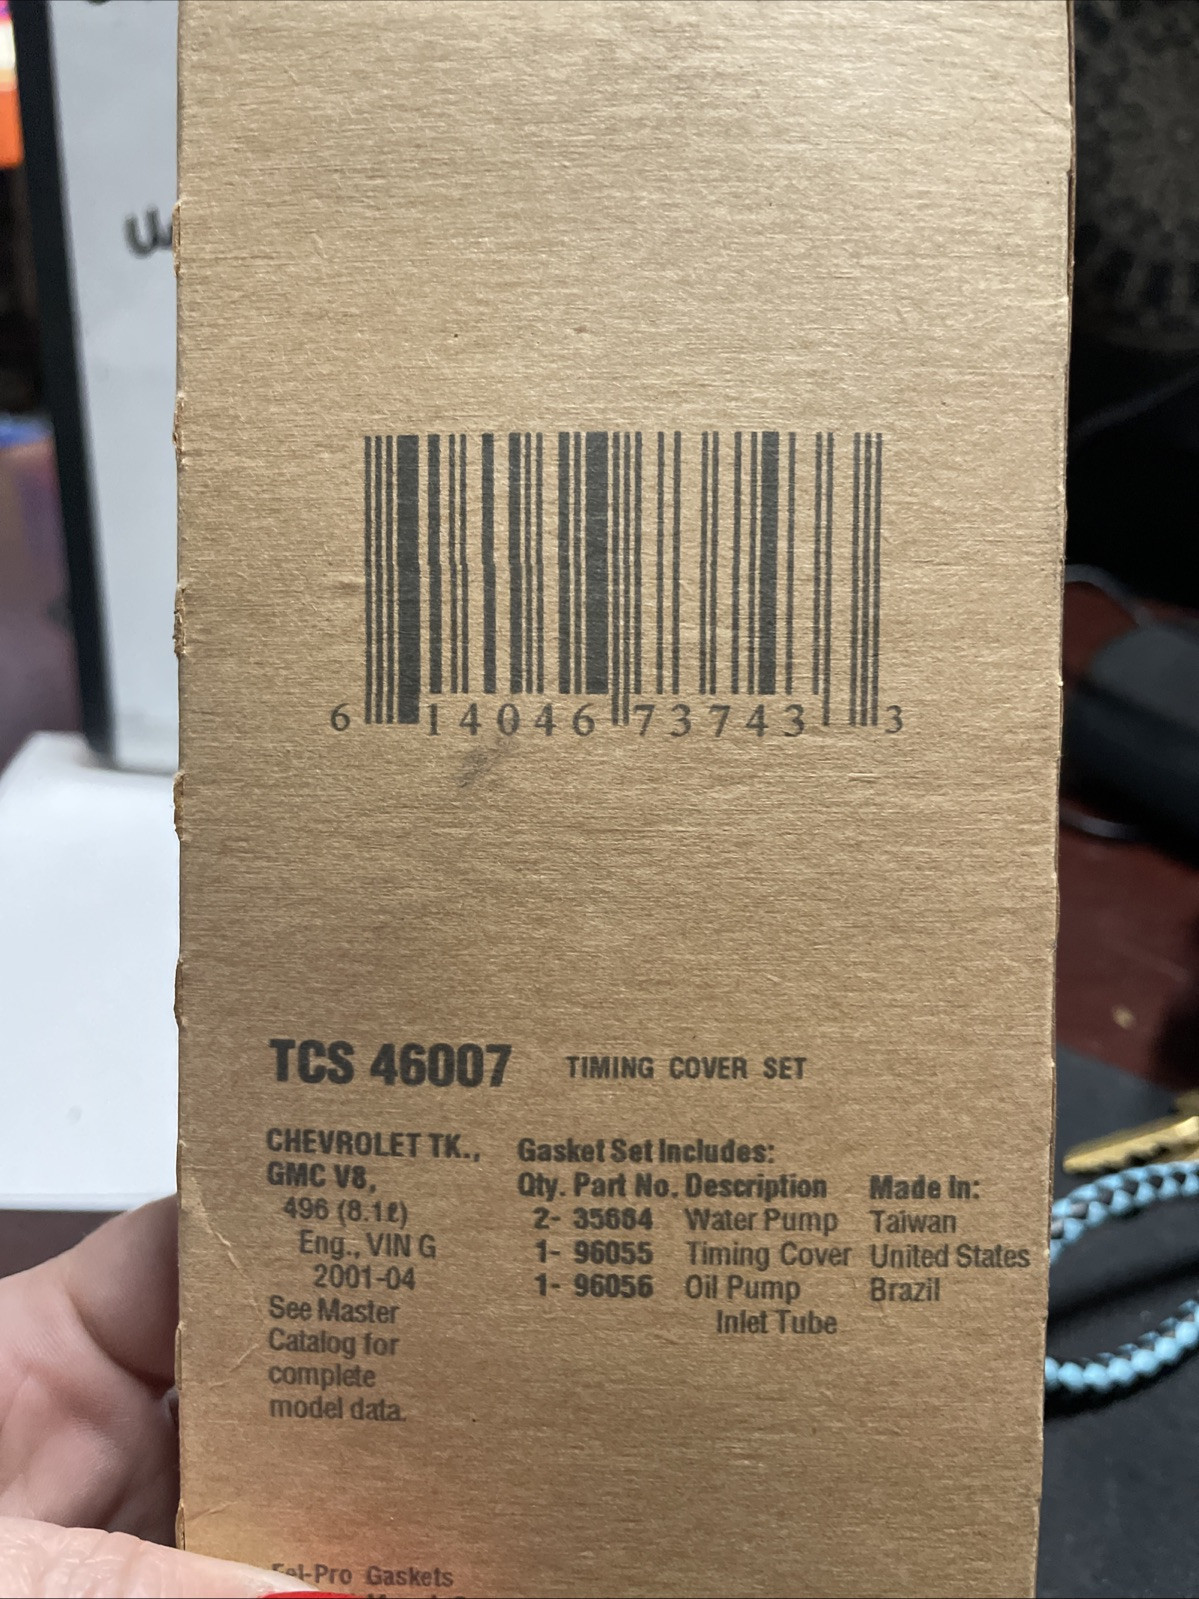 6 14046 73743 3
TCS 46007 TIMING COVER SET
CHEVROLET TK.,
GMC V8,
496 (8.1ℓ)
Eng., VIN G
2001-04
See Master
Catalog for
complete
model data.
Gasket Set Includes:
Qty. Part No. Description Made In:
2- 35684 Water Pump Taiwan
1- 96055 Timing Cover United States
1- 96056 Oil Pump Brazil
Inlet Tube
Fel-Pro Gaskets